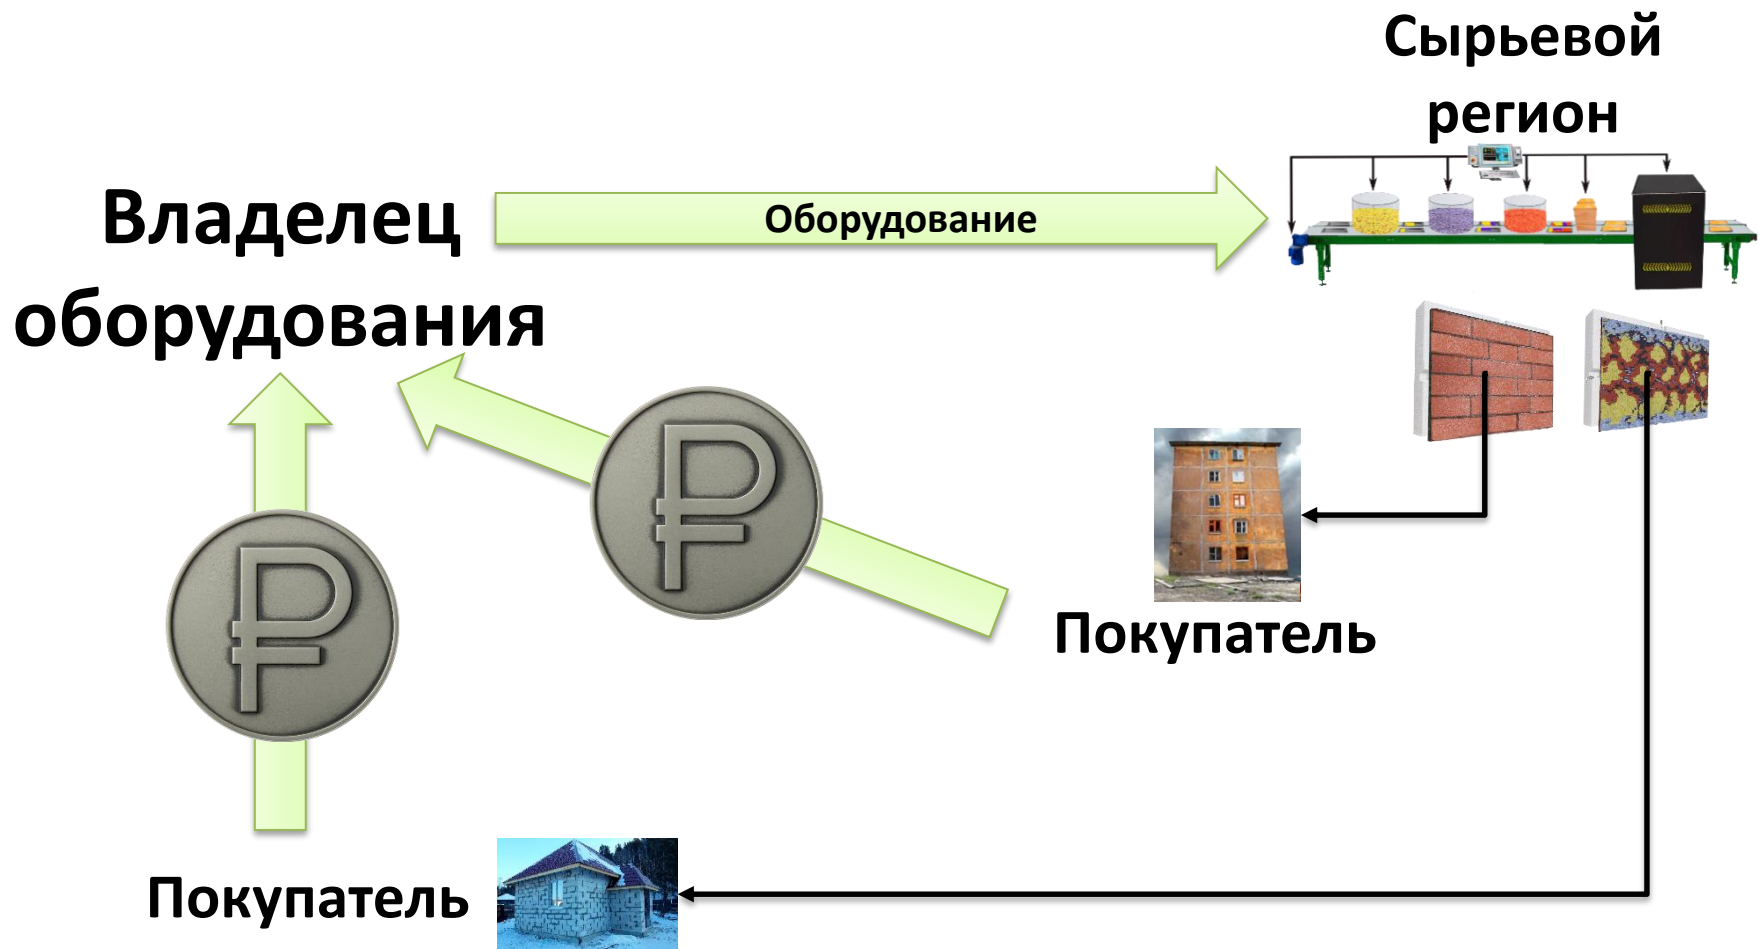 Сырьевой
регион
Владелец
оборудования
Оборудование
Покупатель
Покупатель